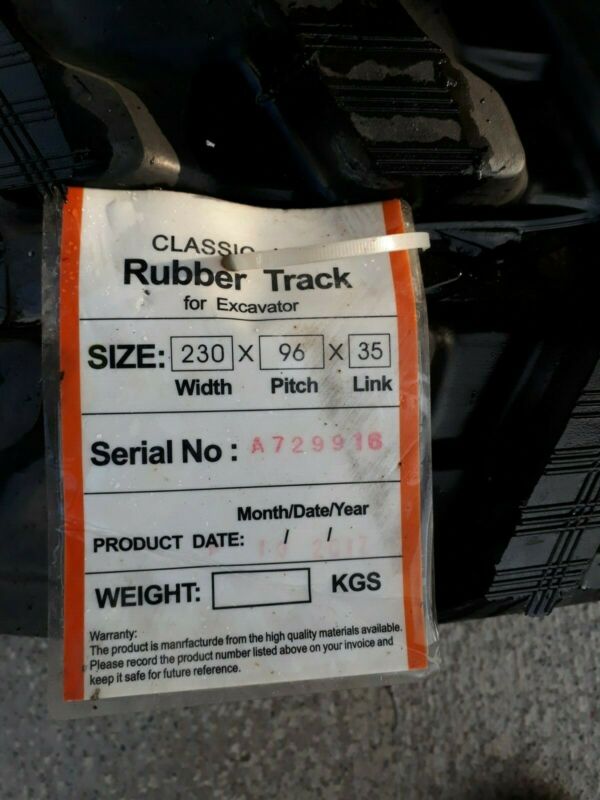 CLASSIC
Rubber Track
for Excavator
SIZE: 230 X 96 X 35
Width Pitch Link
Serial No : A729916
Month/Date/Year
PRODUCT DATE: / / 2017
WEIGHT: KGS
Warranty:
The product is manrfacturde from the high quality materials available.
Please record the product number listed above on your invoice and
keep it safe for future reference.